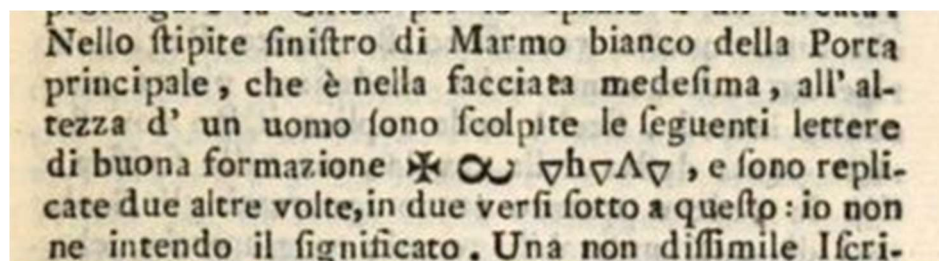 Nello ſtipite ſiniſtro di Marmo bianco della Porta
principale, che è nella facciata medeſima, all' al-
tezza d' un uomo ſono ſcolpite le ſeguenti lettere
di buona formazione ✠ ꝏ ▽h▽Λ▽, e ſono repli-
cate due altre volte, in due verſi ſotto a queſto: io non
ne intendo il ſignificato. Una non diſſimile Iſcri-